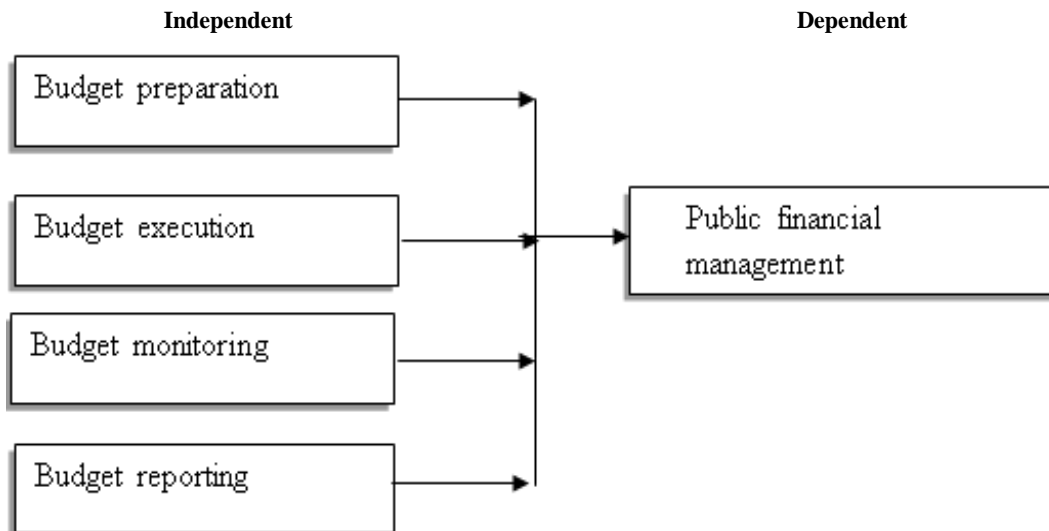 Independent
Dependent
Budget preparation
Budget execution
Budget monitoring
Budget reporting
Public financial
management